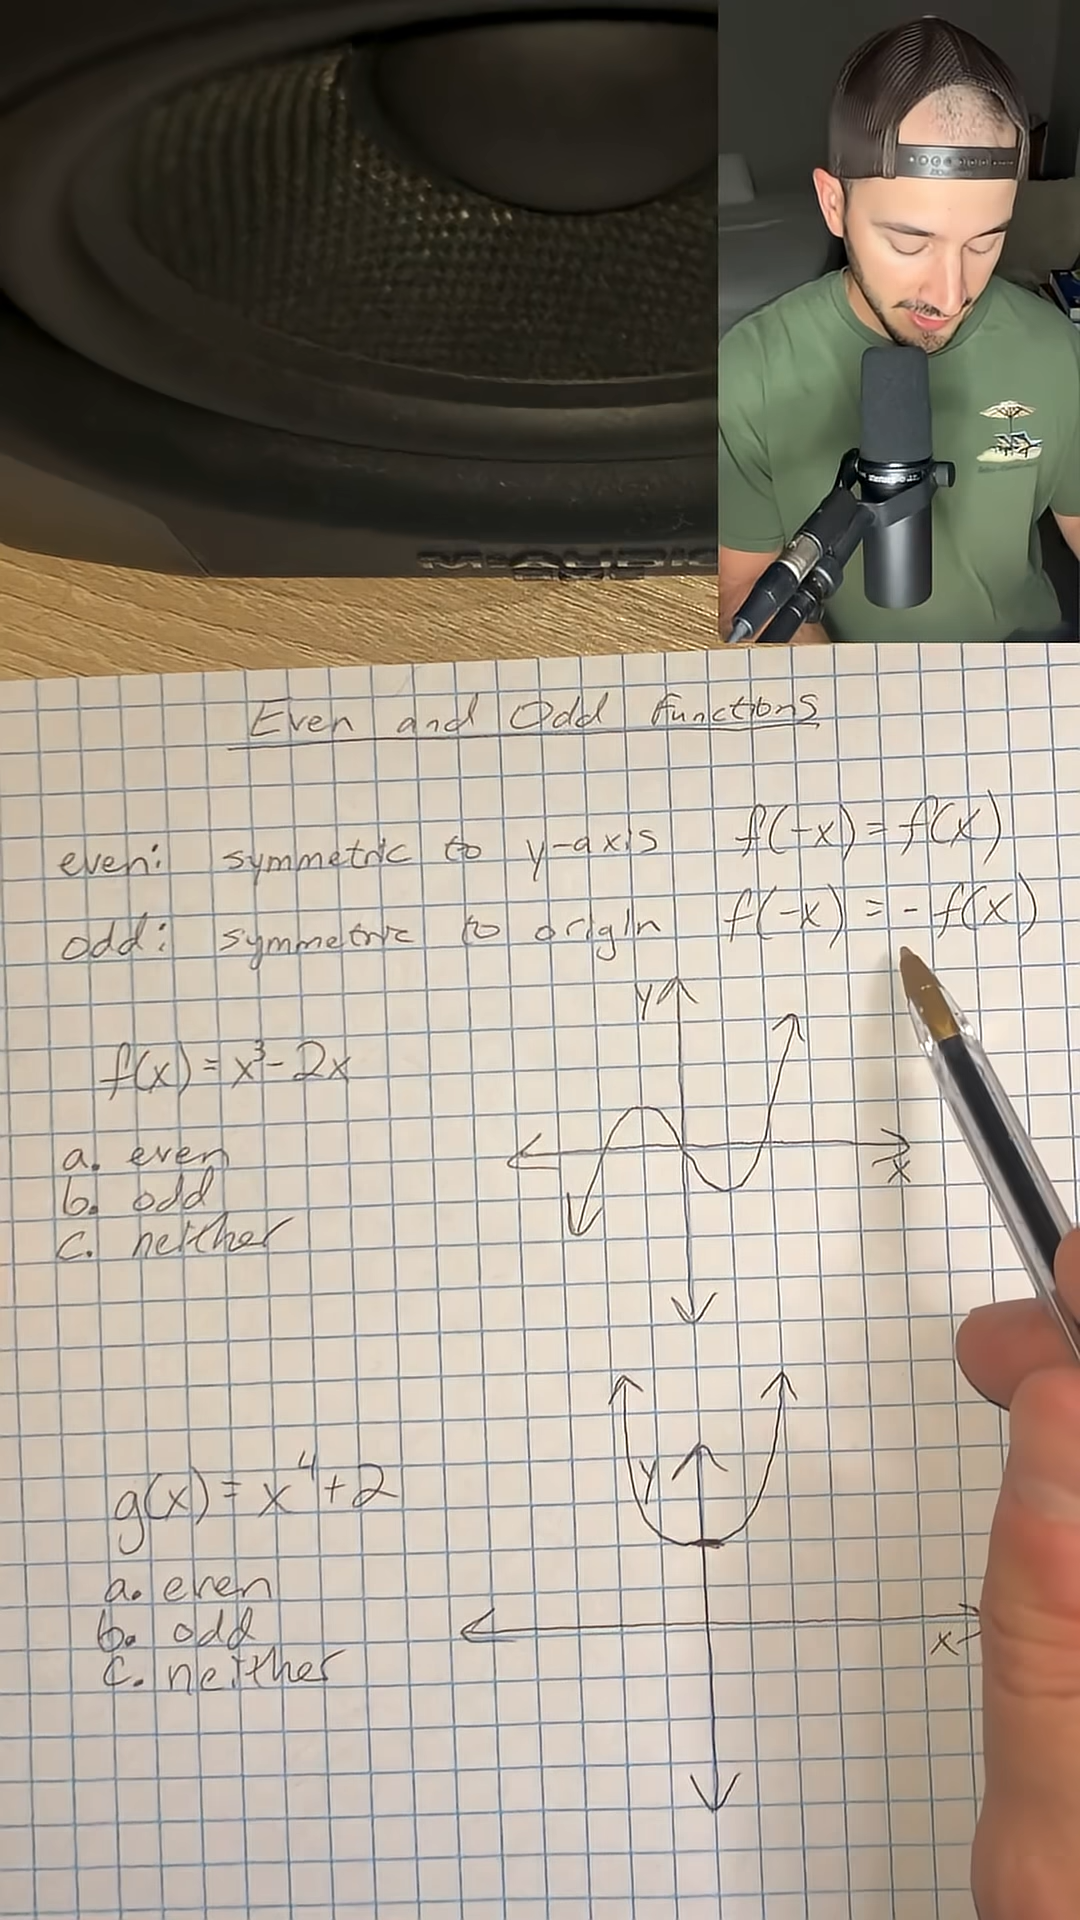 Even and Odd Functions
even: symmetric to y-axis f(-x) = f(x)
odd: symmetric to origin f(-x) = - f(x)
y
f(x) = x³- 2x
a. even
b. odd
c. neither
x
y
g(x) = x⁴+2
a. even
b. odd
c. neither
x